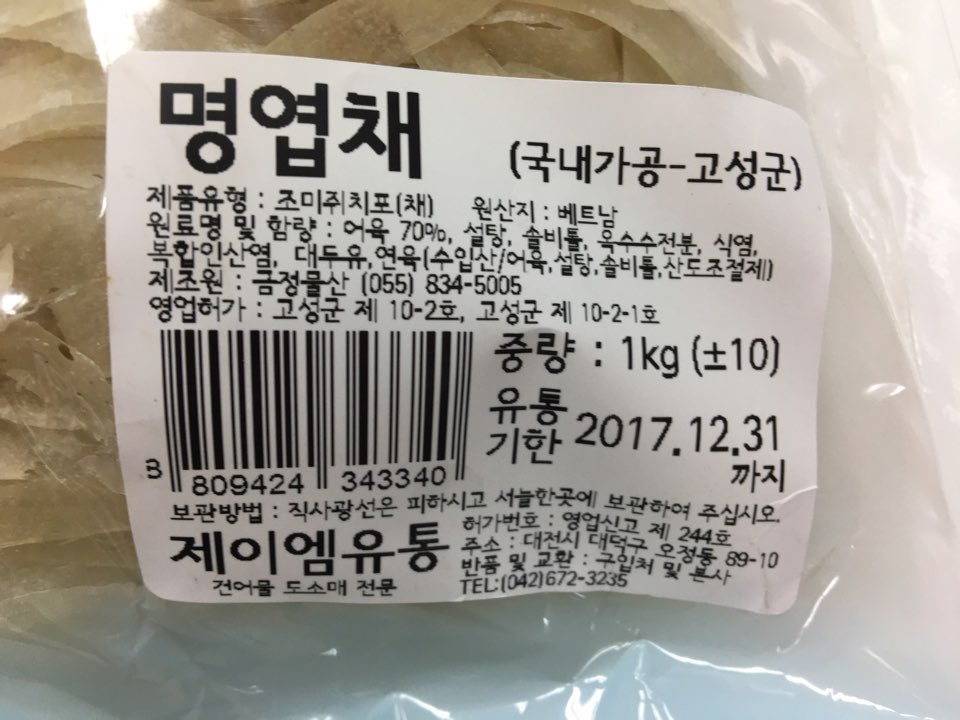 명엽채
(국내가공-고성군)
제품유형 : 조미쥐치포(채) 원산지 : 베트남
원료명 및 함량 : 어육 70%, 설탕, 솔비톨, 옥수수전분, 식염,
복합인산염, 대두유,연육(수입산/어육,설탕,솔비톨,산도조절제)
제조원 : 금정물산 (055) 834-5005
영업허가 : 고성군 제 10-2호, 고성군 제 10-2-1호
중량 : 1kg (±10)
유통기한 2017.12.31
까지
8 809424 343340
보관방법 : 직사광선은 피하시고 서늘한곳에 보관하여 주십시오.
제이엠유통
건어물 도소매 전문
허가번호 : 영업신고 제 244호
주소 : 대전시 대덕구 오정동 89-10
반품 및 교환 : 구입처 및 본사
TEL:(042)672-3235